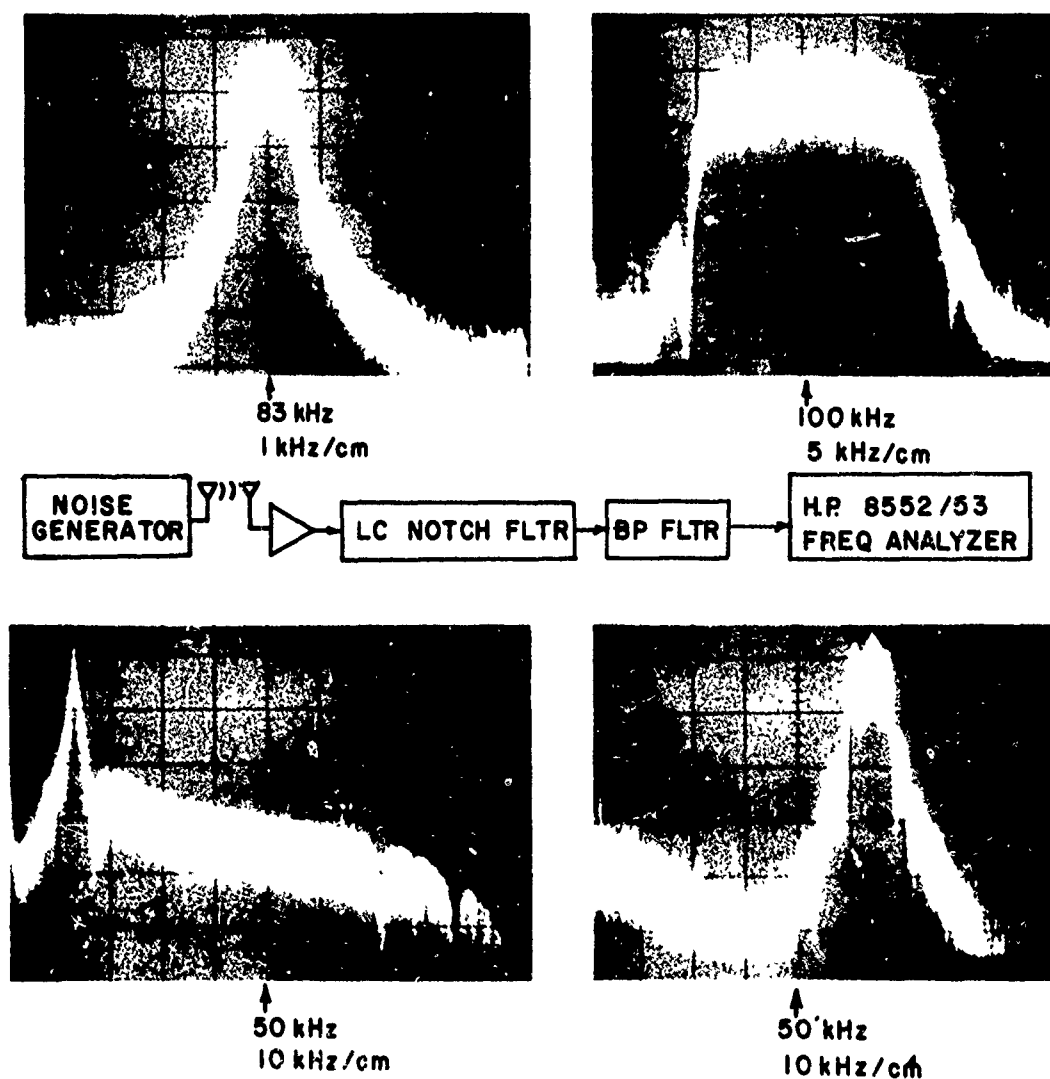 83 kHz
1 kHz/cm
100 kHz
5 kHz/cm
NOISE
GENERATOR
LC NOTCH FLTR
BP FLTR
H.P. 8552/53
FREQ ANALYZER
50 kHz
10 kHz/cm
50 kHz
10 kHz/cm